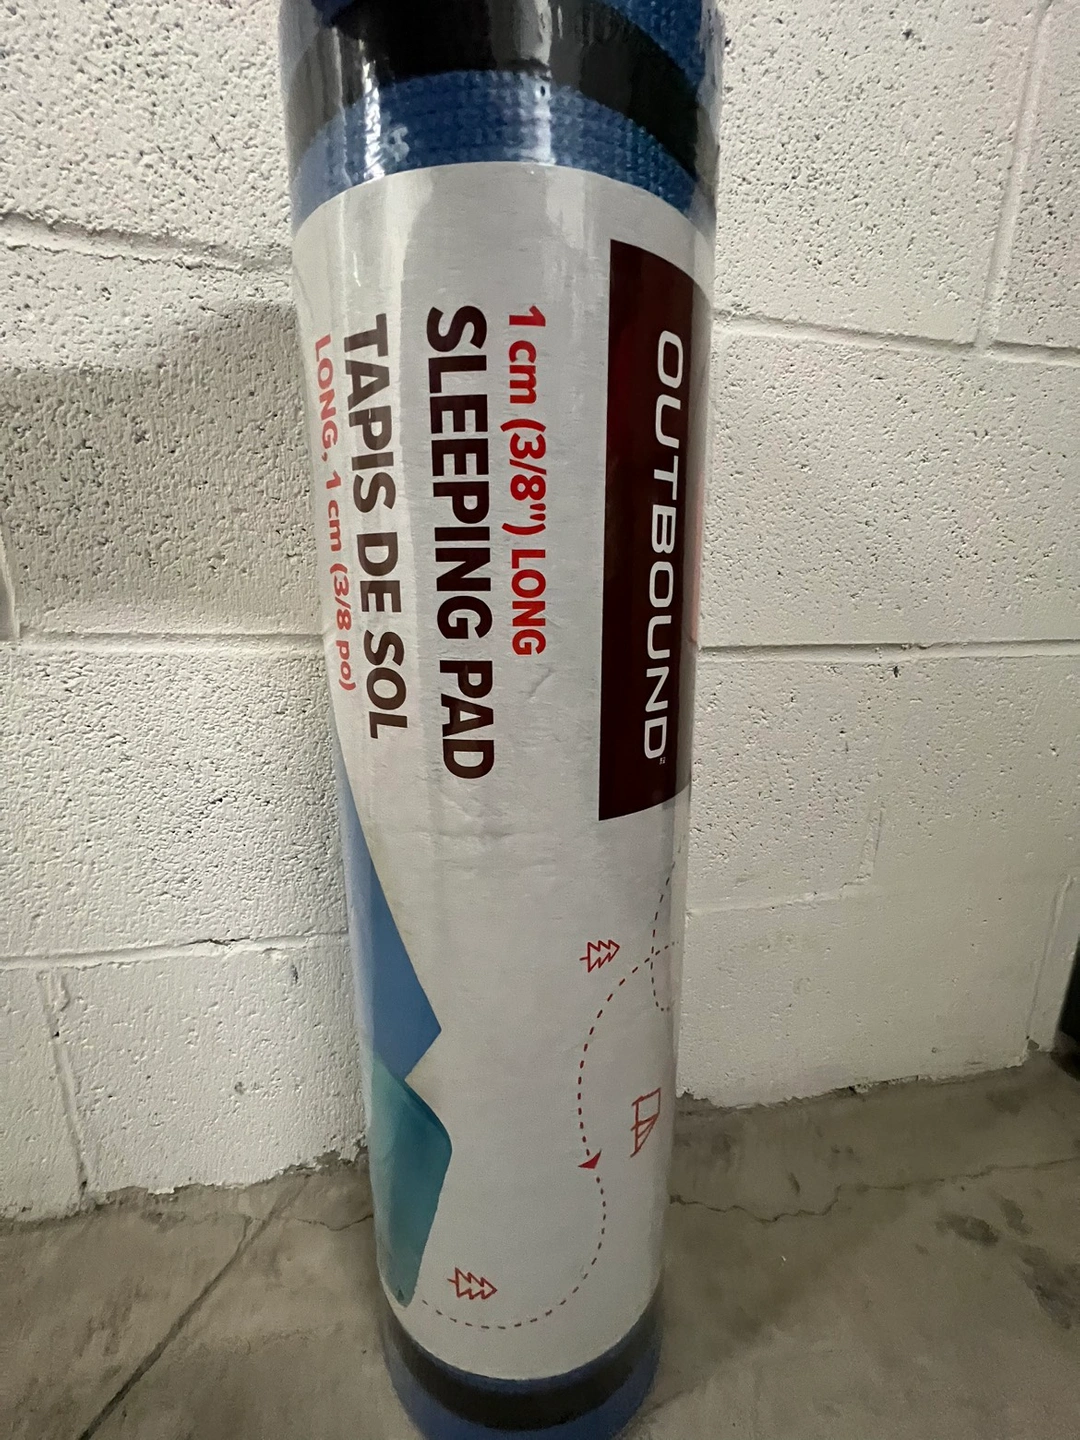 OUTBOUND
1 cm (3/8") LONG
SLEEPING PAD
TAPIS DE SOL
LONG, 1 cm (3/8 po)